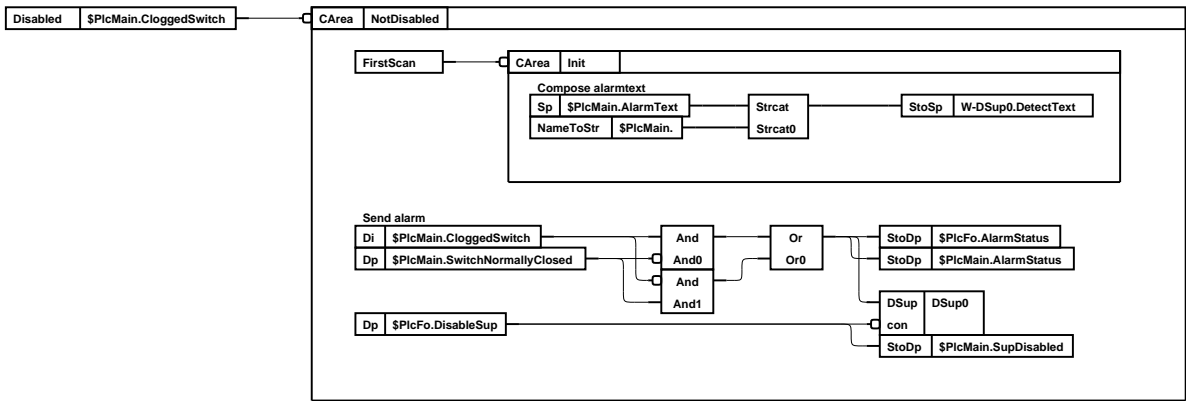 Disabled $PlcMain.CloggedSwitch CArea NotDisabled
FirstScan CArea Init
Compose alarmtext
Sp $PlcMain.AlarmText Strcat StoSp W-DSup0.DetectText
NameToStr $PlcMain. Strcat0
Send alarm
Di $PlcMain.CloggedSwitch And Or StoDp $PlcFo.AlarmStatus
Dp $PlcMain.SwitchNormallyClosed And0 Or0 StoDp $PlcMain.AlarmStatus
And
And1 DSup DSup0
Dp $PlcFo.DisableSup con
StoDp $PlcMain.SupDisabled